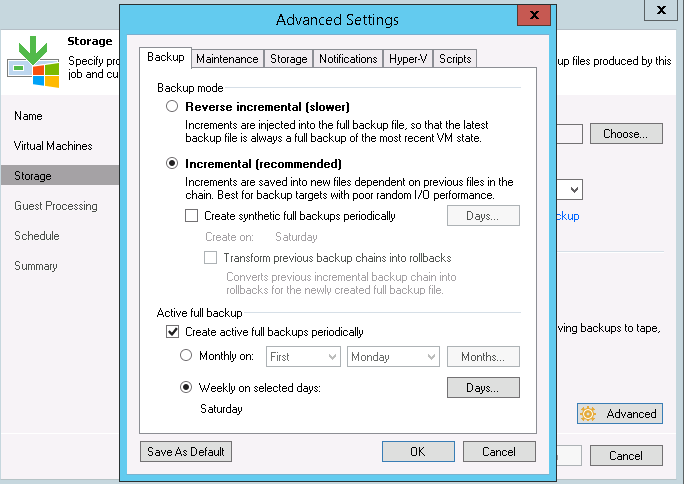 Advanced Settings
x
x
Storage
Specify pro
job and cu
up files produced by this
Name
Virtual Machines
Storage
Guest Processing
Schedule
Summary
Backup
Maintenance
Storage
Notifications
Hyper-V
Scripts
Backup mode
Reverse incremental (slower)
Increments are injected into the full backup file, so that the latest
backup file is always a full backup of the most recent VM state.
Incremental (recommended)
Increments are saved into new files dependent on previous files in the
chain. Best for backup targets with poor random I/O performance.
Create synthetic full backups periodically
Days...
Create on: Saturday
Transform previous backup chains into rollbacks
Converts previous incremental backup chain into
rollbacks for the newly created full backup file.
Active full backup
Create active full backups periodically
Monthly on:
First
Monday
Months...
Weekly on selected days:
Days...
Saturday
Save As Default
OK
Cancel
Choose...
ckup
ving backups to tape,
Advanced
Cancel